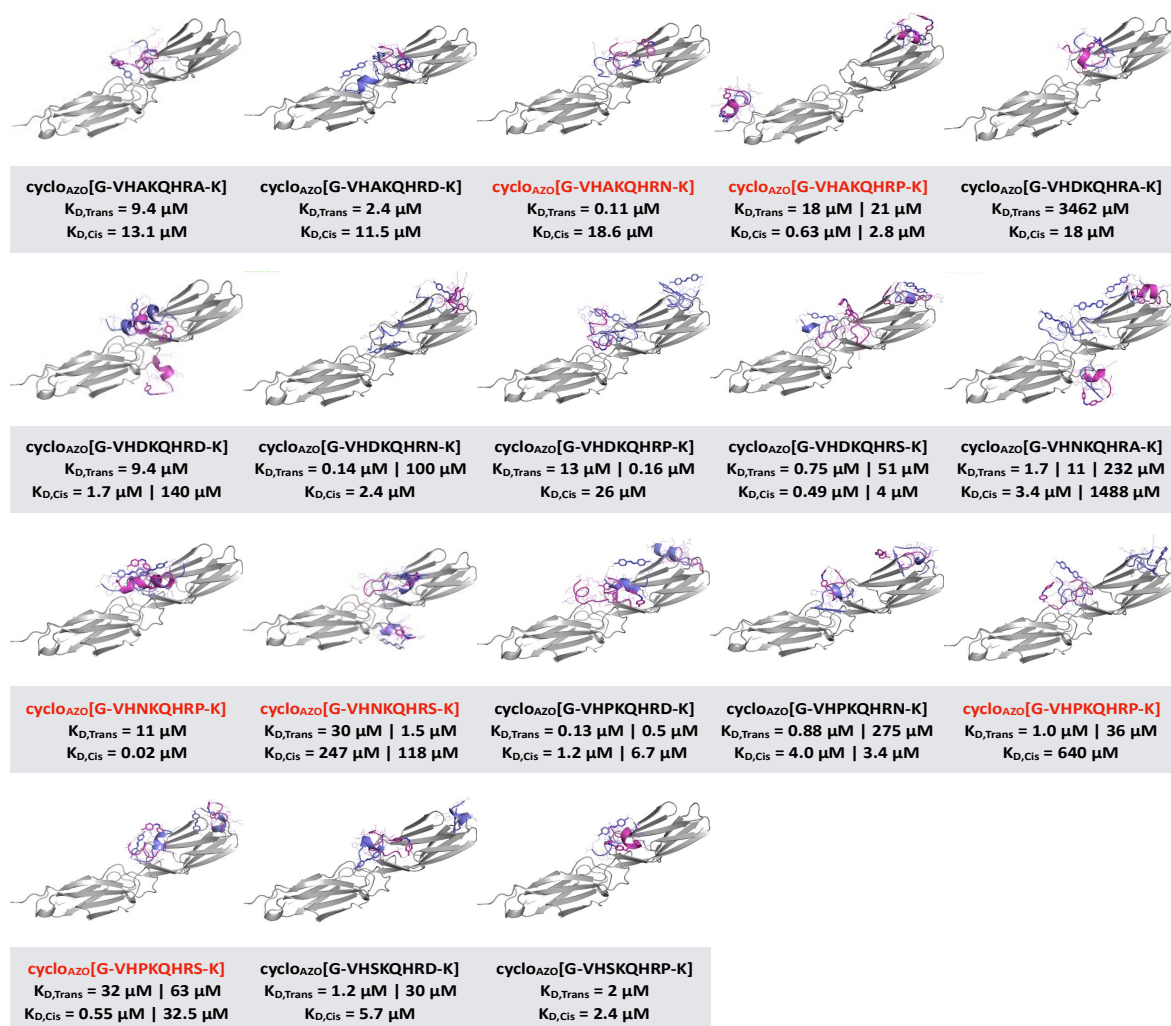 cycloAZO[G-VHAKQHRA-K]
KD,Trans = 9.4 µM
KD,Cis = 13.1 µM
cycloAZO[G-VHAKQHRD-K]
KD,Trans = 2.4 µM
KD,Cis = 11.5 µM
cycloAZO[G-VHAKQHRN-K]
KD,Trans = 0.11 µM
KD,Cis = 18.6 µM
cycloAZO[G-VHAKQHRP-K]
KD,Trans = 18 µM | 21 µM
KD,Cis = 0.63 µM | 2.8 µM
cycloAZO[G-VHDKQHRA-K]
KD,Trans = 3462 µM
KD,Cis = 18 µM
cycloAZO[G-VHDKQHRD-K]
KD,Trans = 9.4 µM
KD,Cis = 1.7 µM | 140 µM
cycloAZO[G-VHDKQHRN-K]
KD,Trans = 0.14 µM | 100 µM
KD,Cis = 2.4 µM
cycloAZO[G-VHDKQHRP-K]
KD,Trans = 13 µM | 0.16 µM
KD,Cis = 26 µM
cycloAZO[G-VHDKQHRS-K]
KD,Trans = 0.75 µM | 51 µM
KD,Cis = 0.49 µM | 4 µM
cycloAZO[G-VHNKQHRA-K]
KD,Trans = 1.7 | 11 | 232 µM
KD,Cis = 3.4 µM | 1488 µM
cycloAZO[G-VHNKQHRP-K]
KD,Trans = 11 µM
KD,Cis = 0.02 µM
cycloAZO[G-VHNKQHRS-K]
KD,Trans = 30 µM | 1.5 µM
KD,Cis = 247 µM | 118 µM
cycloAZO[G-VHPKQHRD-K]
KD,Trans = 0.13 µM | 0.5 µM
KD,Cis = 1.2 µM | 6.7 µM
cycloAZO[G-VHPKQHRN-K]
KD,Trans = 0.88 µM | 275 µM
KD,Cis = 4.0 µM | 3.4 µM
cycloAZO[G-VHPKQHRP-K]
KD,Trans = 1.0 µM | 36 µM
KD,Cis = 640 µM
cycloAZO[G-VHPKQHRS-K]
KD,Trans = 32 µM | 63 µM
KD,Cis = 0.55 µM | 32.5 µM
cycloAZO[G-VHSKQHRD-K]
KD,Trans = 1.2 µM | 30 µM
KD,Cis = 5.7 µM
cycloAZO[G-VHSKQHRP-K]
KD,Trans = 2 µM
KD,Cis = 2.4 µM